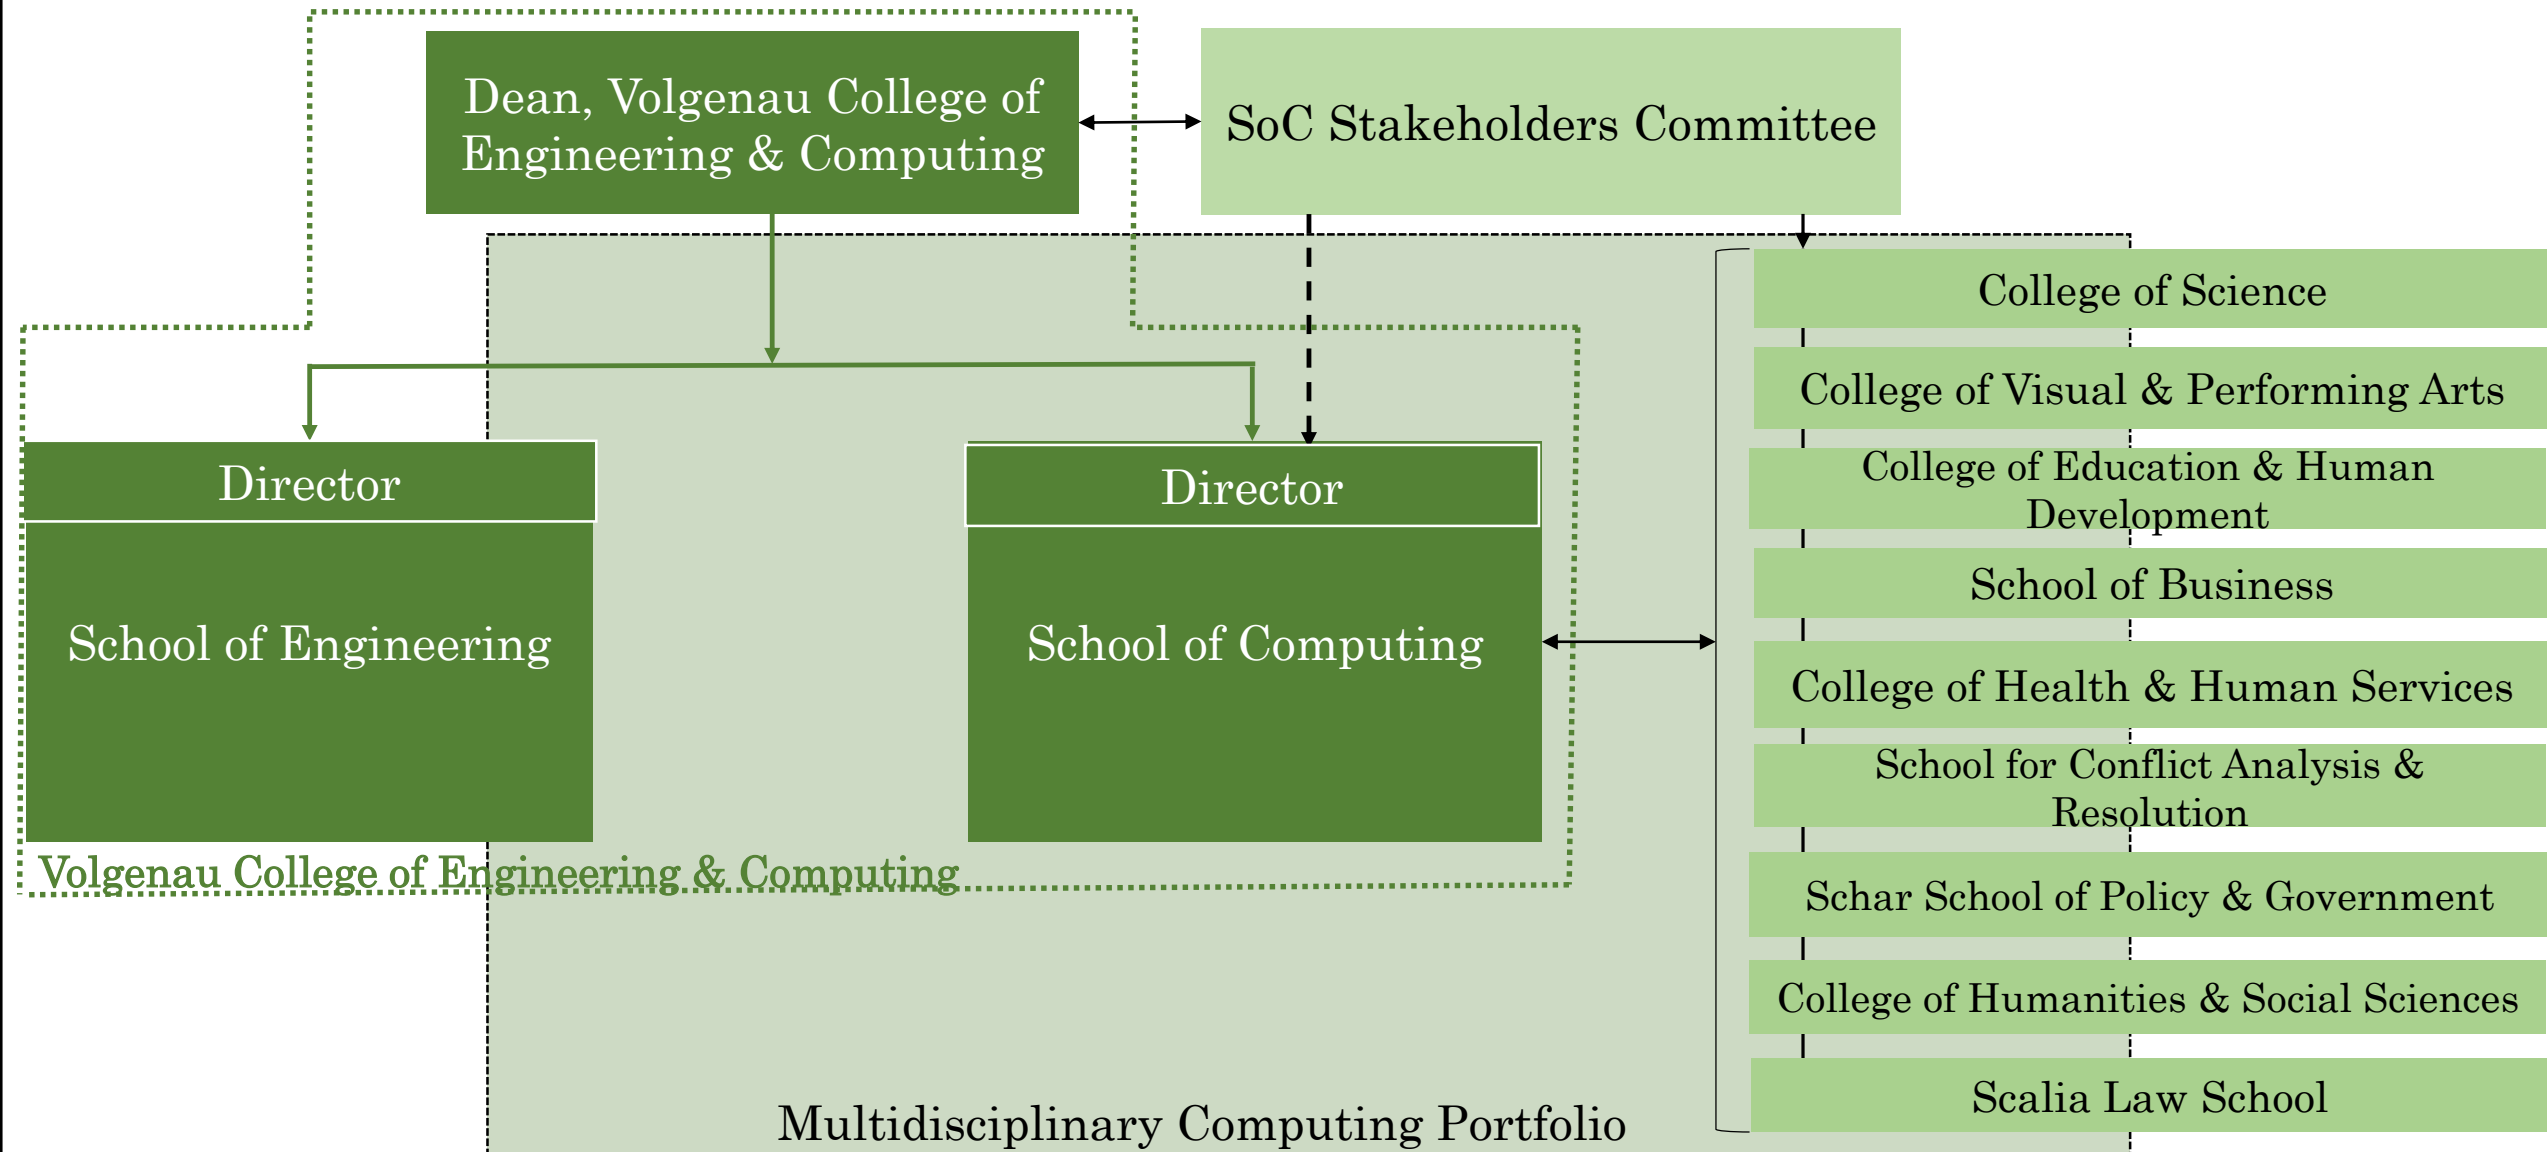 Dean, Volgenau College of
Engineering & Computing
SoC Stakeholders Committee
College of Science
College of Visual & Performing Arts
College of Education & Human
Development
School of Business
College of Health & Human Services
School for Conflict Analysis &
Resolution
Schar School of Policy & Government
College of Humanities & Social Sciences
Scalia Law School
Director
School of Engineering
Director
School of Computing
Volgenau College of Engineering & Computing
Multidisciplinary Computing Portfolio